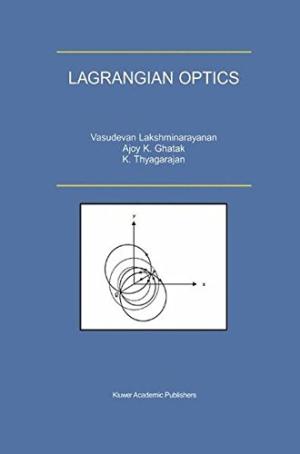 LAGRANGIAN OPTICS
Vasudevan Lakshminarayanan
Ajoy K. Ghatak
K. Thyagarajan
y
x
Kluwer Academic Publishers